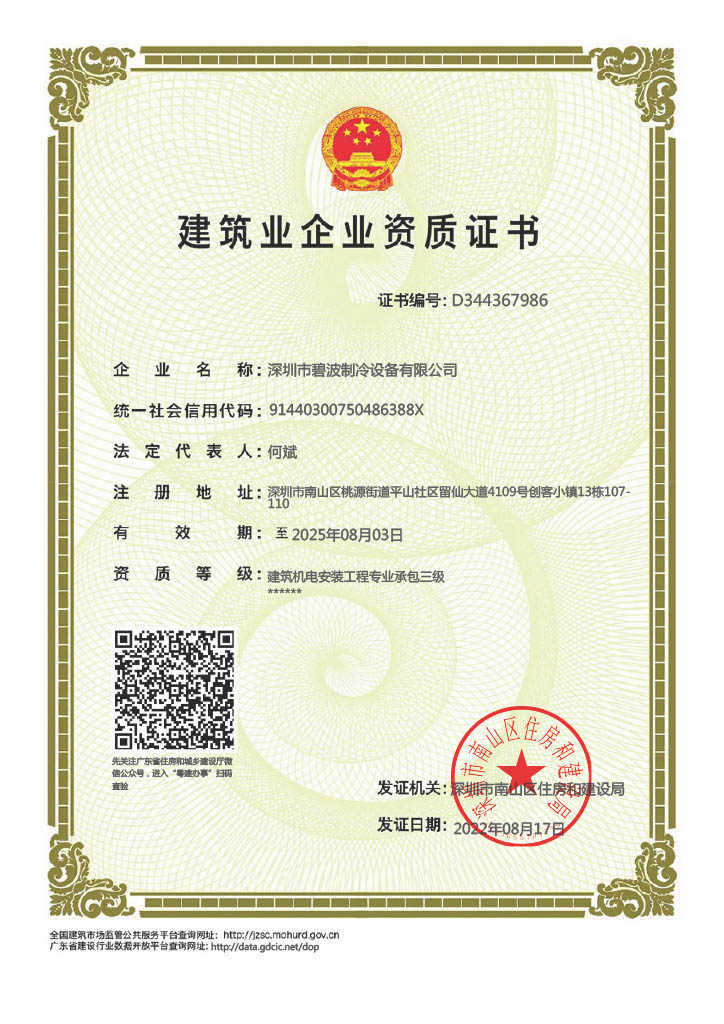 建筑业企业资质证书
证书编号：D344367986
企业名称：深圳市碧波制冷设备有限公司
统一社会信用代码：91440300750486388X
法定代表人：何斌
注册地址：深圳市南山区桃源街道平山社区留仙大道4109号创客小镇13栋107-
110
有效期：至2025年08月03日
资质等级：建筑机电安装工程专业承包三级
******
先关注广东省住房和城乡建设厅微
信公众号，进入“粤建办事”扫码
查验
深圳市南山区住房和建设局
发证机关：深圳市南山区住房和建设局
发证日期：2022年08月17日
全国建筑市场监管公共服务平台查询网址：http://jzsc.mohurd.gov.cn
广东省建设行业数据开放平台查询网址：http://data.gdcic.net/dop